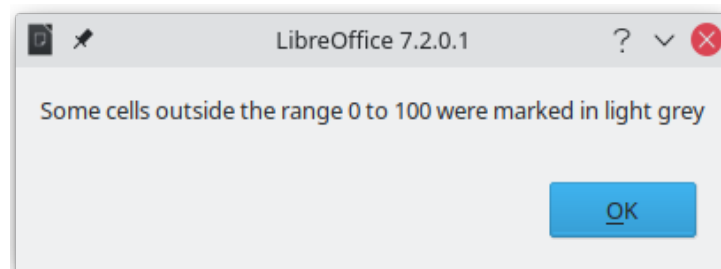 LibreOffice 7.2.0.1 ?
Some cells outside the range 0 to 100 were marked in light grey
OK